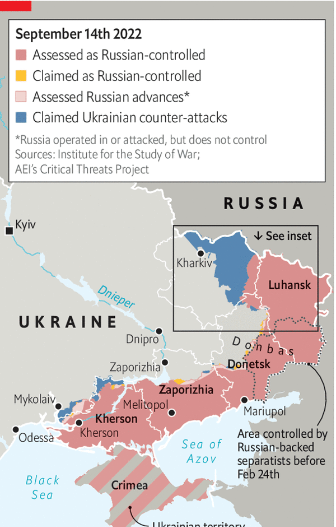 September 14th 2022
Assessed as Russian-controlled
Claimed as Russian-controlled
Assessed Russian advances*
Claimed Ukrainian counter-attacks
*Russia operated in or attacked, but does not control
Sources: Institute for the Study of War;
AEI's Critical Threats Project
RUSSIA
Kyiv
↓ See inset
Kharkiv
Luhansk
Dnieper
UKRAINE
Dnipro
Donbas
Donetsk
Zaporizhia
Zaporizhia
Mykolaiv
Melitopol
Mariupol
Kherson
Kherson
Odessa
Sea of
Azov
Area controlled by
Russian-backed
separatists before
Feb 24th
Black
Sea
Crimea
Ukrainian territory